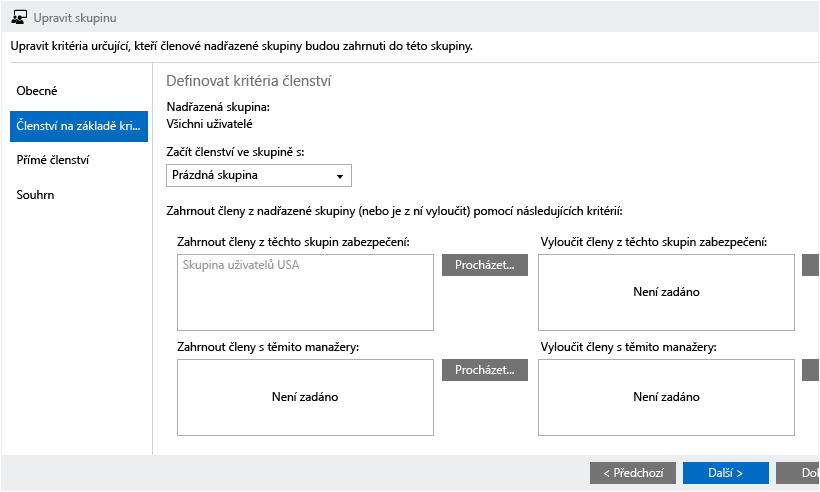 Upravit skupinu
Upravit kritéria určující, kteří členové nadřazené skupiny budou zahrnuti do této skupiny.
Obecné
Členství na základě kri...
Přímé členství
Souhrn
Definovat kritéria členství
Nadřazená skupina:
Všichni uživatelé
Začít členství ve skupině s:
Prázdná skupina
Zahrnout členy z nadřazené skupiny (nebo je z ní vyloučit) pomocí následujících kritérií:
Zahrnout členy z těchto skupin zabezpečení:
Vyloučit členy z těchto skupin zabezpečení:
Skupina uživatelů USA
Procházet...
Není zadáno
Zahrnout členy s těmito manažery:
Vyloučit členy s těmito manažery:
Není zadáno
Procházet...
Není zadáno
< Předchozí
Další >